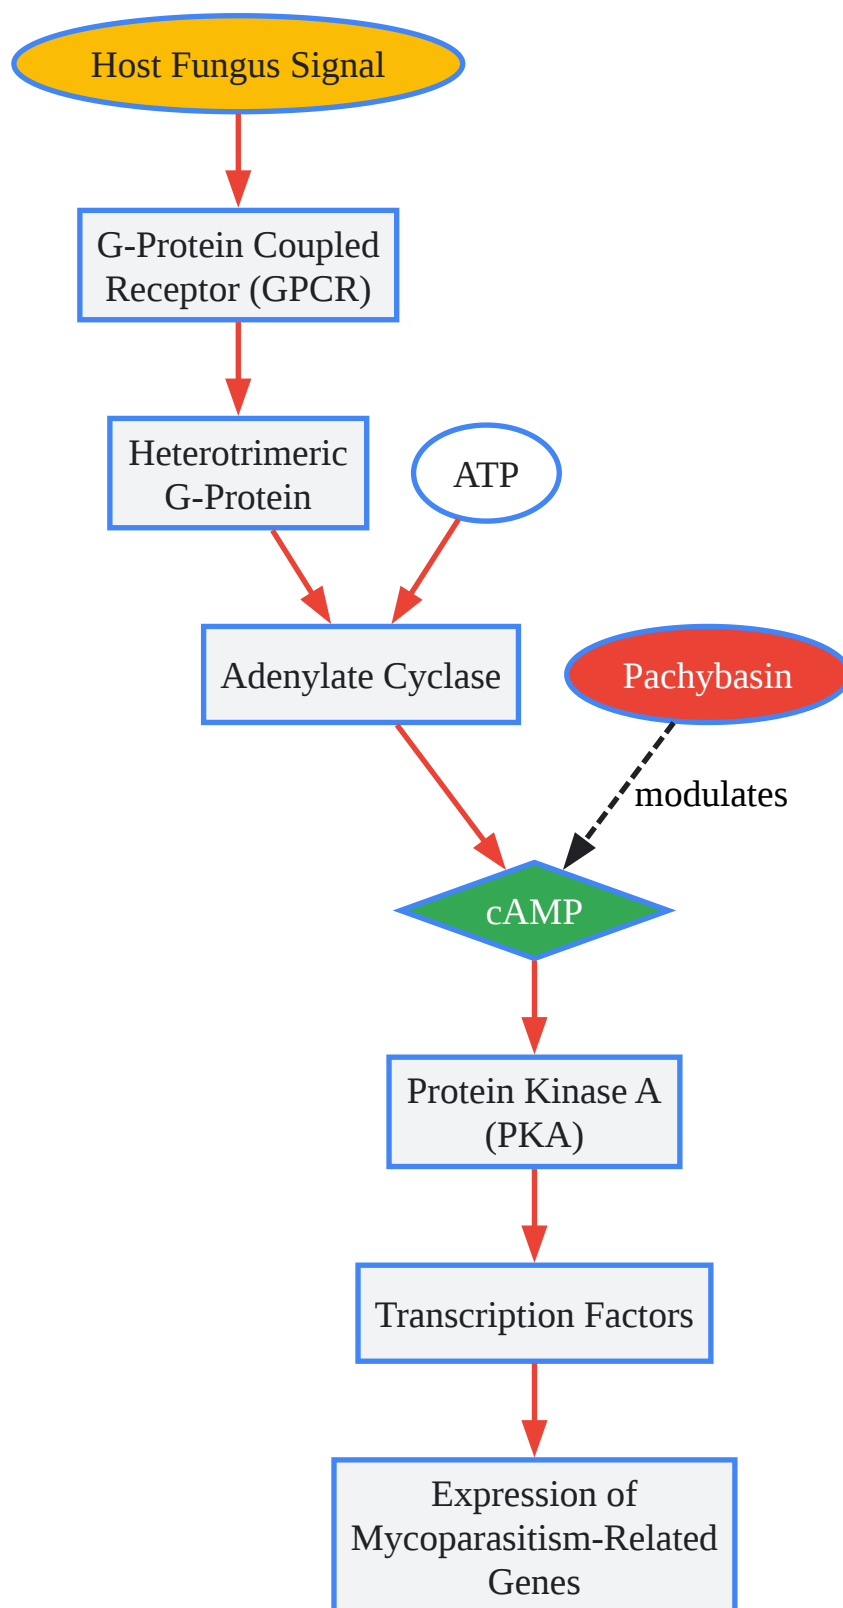 Host Fungus Signal
G-Protein Coupled
Receptor (GPCR)
Heterotrimeric
G-Protein
ATP
Adenylate Cyclase
Pachybasin
modulates
cAMP
Protein Kinase A
(PKA)
Transcription Factors
Expression of
Mycoparasitism-Related
Genes